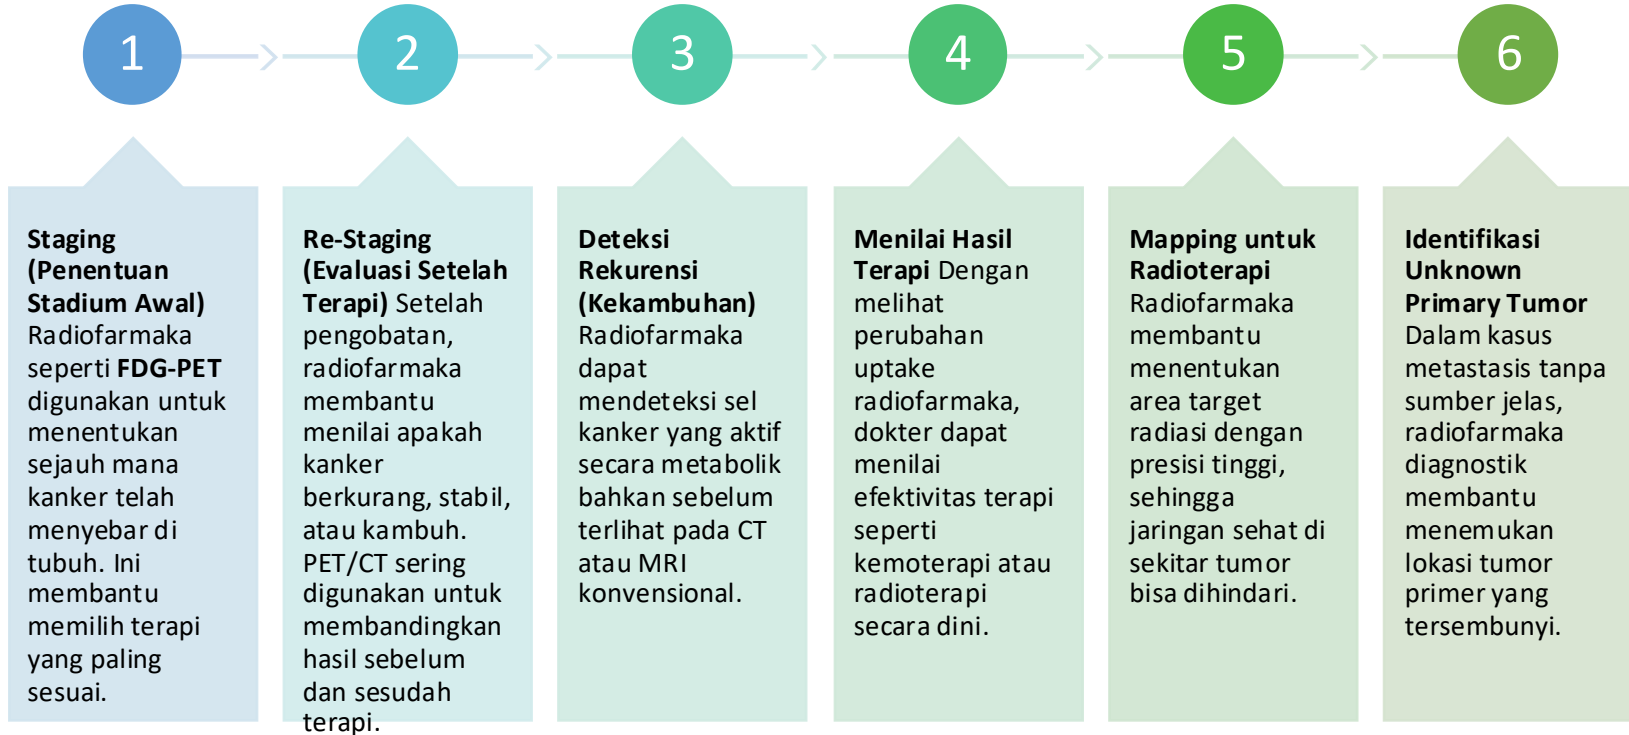 1
2
3
4
5
6
Staging
(Penentuan
Stadium Awal)
Radiofarmaka
seperti FDG-PET
digunakan untuk
menentukan
sejauh mana
kanker telah
menyebar di
tubuh. Ini
membantu
memilih terapi
yang paling
sesuai.
Re-Staging
(Evaluasi Setelah
Terapi) Setelah
pengobatan,
radiofarmaka
membantu
menilai apakah
kanker
berkurang, stabil,
atau kambuh.
PET/CT sering
digunakan untuk
membandingkan
hasil sebelum
dan sesudah
terapi.
Deteksi
Rekurensi
(Kekambuhan)
Radiofarmaka
dapat
mendeteksi sel
kanker yang aktif
secara metabolik
bahkan sebelum
terlihat pada CT
atau MRI
konvensional.
Menilai Hasil
Terapi Dengan
melihat
perubahan
uptake
radiofarmaka,
dokter dapat
menilai
efektivitas terapi
seperti
kemoterapi atau
radioterapi
secara dini.
Mapping untuk
Radioterapi
Radiofarmaka
membantu
menentukan
area target
radiasi dengan
presisi tinggi,
sehingga
jaringan sehat di
sekitar tumor
bisa dihindari.
Identifikasi
Unknown
Primary Tumor
Dalam kasus
metastasis tanpa
sumber jelas,
radiofarmaka
diagnostik
membantu
menemukan
lokasi tumor
primer yang
tersembunyi.